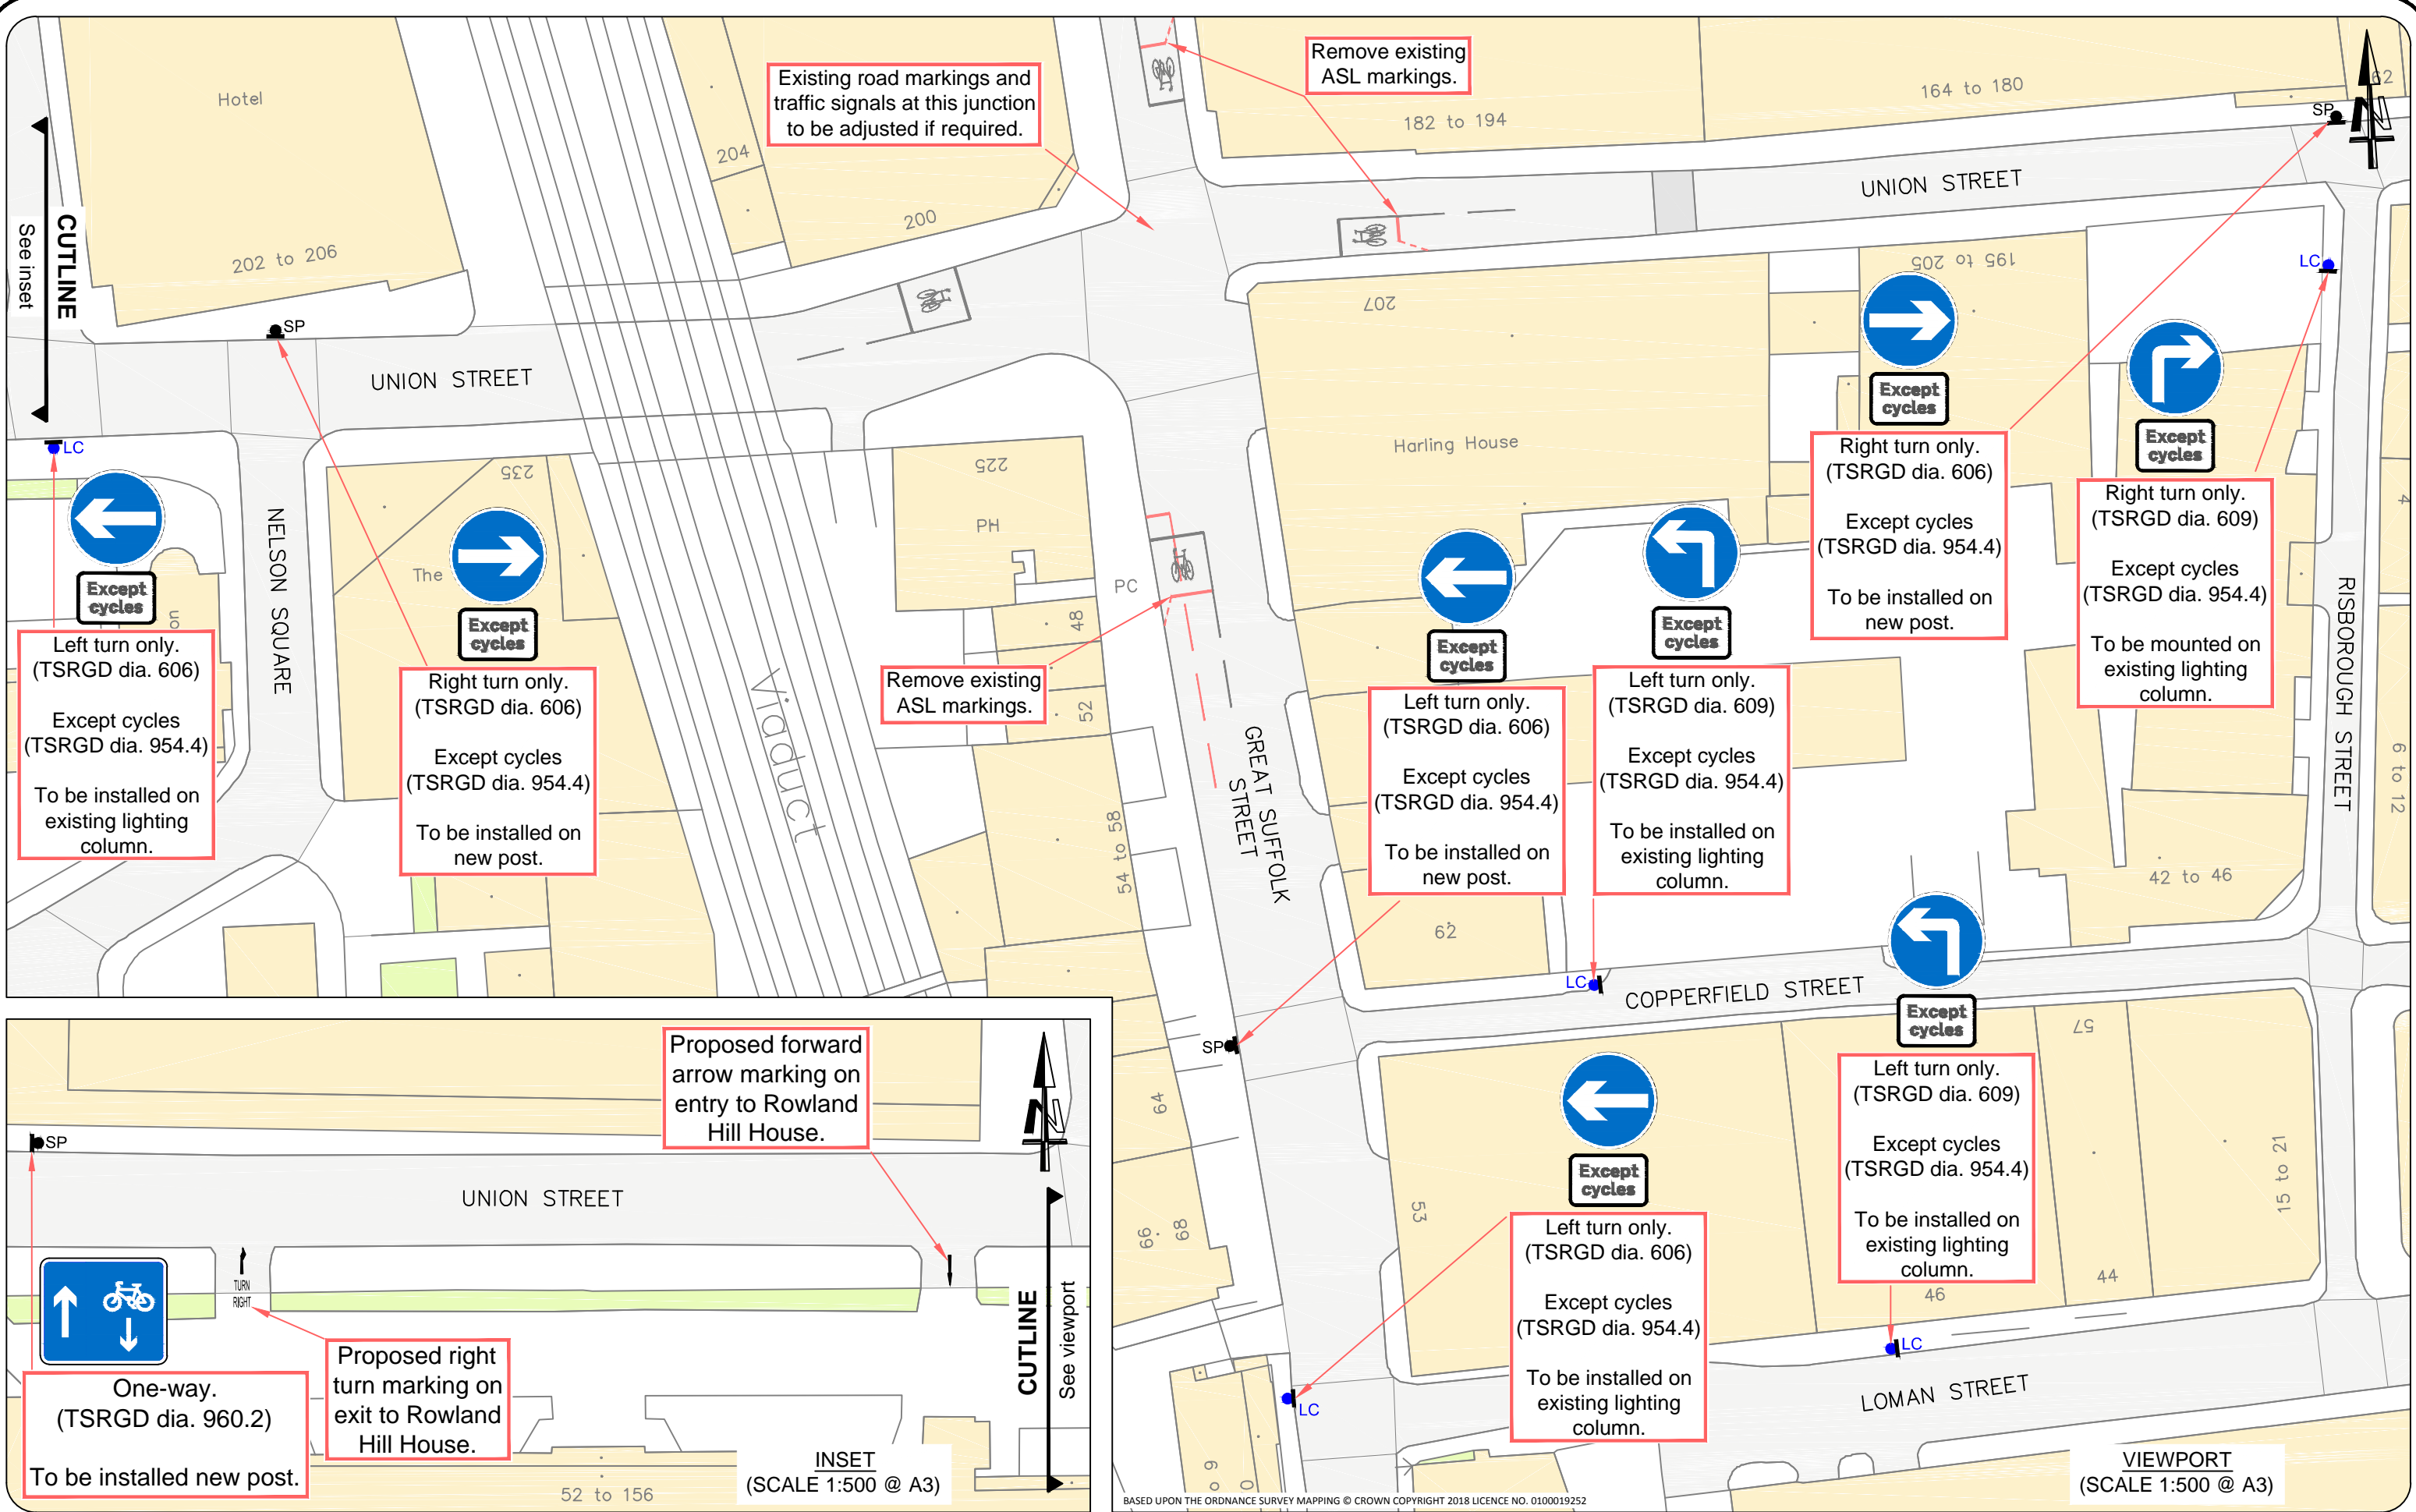 Hotel
202 to 206
CUTLINE
See inset
204
200
Existing road markings and
traffic signals at this junction
to be adjusted if required.
Remove existing
ASL markings.
182 to 194
164 to 180
62
N
SP
UNION STREET
LC
195 to 205
207
Harling House
SP
UNION STREET
LC
NELSON SQUARE
235
The
225
PH
PC
48
52
54 to 58
Viaduct
Except
cycles
Left turn only.
(TSRGD dia. 606)
Except cycles
(TSRGD dia. 954.4)
To be installed on
existing lighting
column.
on
Except
cycles
Right turn only.
(TSRGD dia. 606)
Except cycles
(TSRGD dia. 954.4)
To be installed on
new post.
Remove existing
ASL markings.
GREAT SUFFOLK
STREET
Except
cycles
Left turn only.
(TSRGD dia. 606)
Except cycles
(TSRGD dia. 954.4)
To be installed on
new post.
Except
cycles
Left turn only.
(TSRGD dia. 609)
Except cycles
(TSRGD dia. 954.4)
To be installed on
existing lighting
column.
Except
cycles
Right turn only.
(TSRGD dia. 606)
Except cycles
(TSRGD dia. 954.4)
To be installed on
new post.
Except
cycles
Right turn only.
(TSRGD dia. 609)
Except cycles
(TSRGD dia. 954.4)
To be mounted on
existing lighting
column.
RISBOROUGH STREET
4
6 to 12
42 to 46
62
LC
COPPERFIELD STREET
SP
64
66
68
53
57
15 to 21
44
46
Except
cycles
Left turn only.
(TSRGD dia. 606)
Except cycles
(TSRGD dia. 954.4)
To be installed on
existing lighting
column.
Except
cycles
Left turn only.
(TSRGD dia. 609)
Except cycles
(TSRGD dia. 954.4)
To be installed on
existing lighting
column.
LC
LC
LOMAN STREET
VIEWPORT
(SCALE 1:500 @ A3)
BASED UPON THE ORDNANCE SURVEY MAPPING © CROWN COPYRIGHT 2018 LICENCE NO. 0100019252
Proposed forward
arrow marking on
entry to Rowland
Hill House.
N
SP
UNION STREET
TURN
RIGHT
CUTLINE
See viewport
One-way.
(TSRGD dia. 960.2)
To be installed new post.
Proposed right
turn marking on
exit to Rowland
Hill House.
INSET
(SCALE 1:500 @ A3)
52 to 156